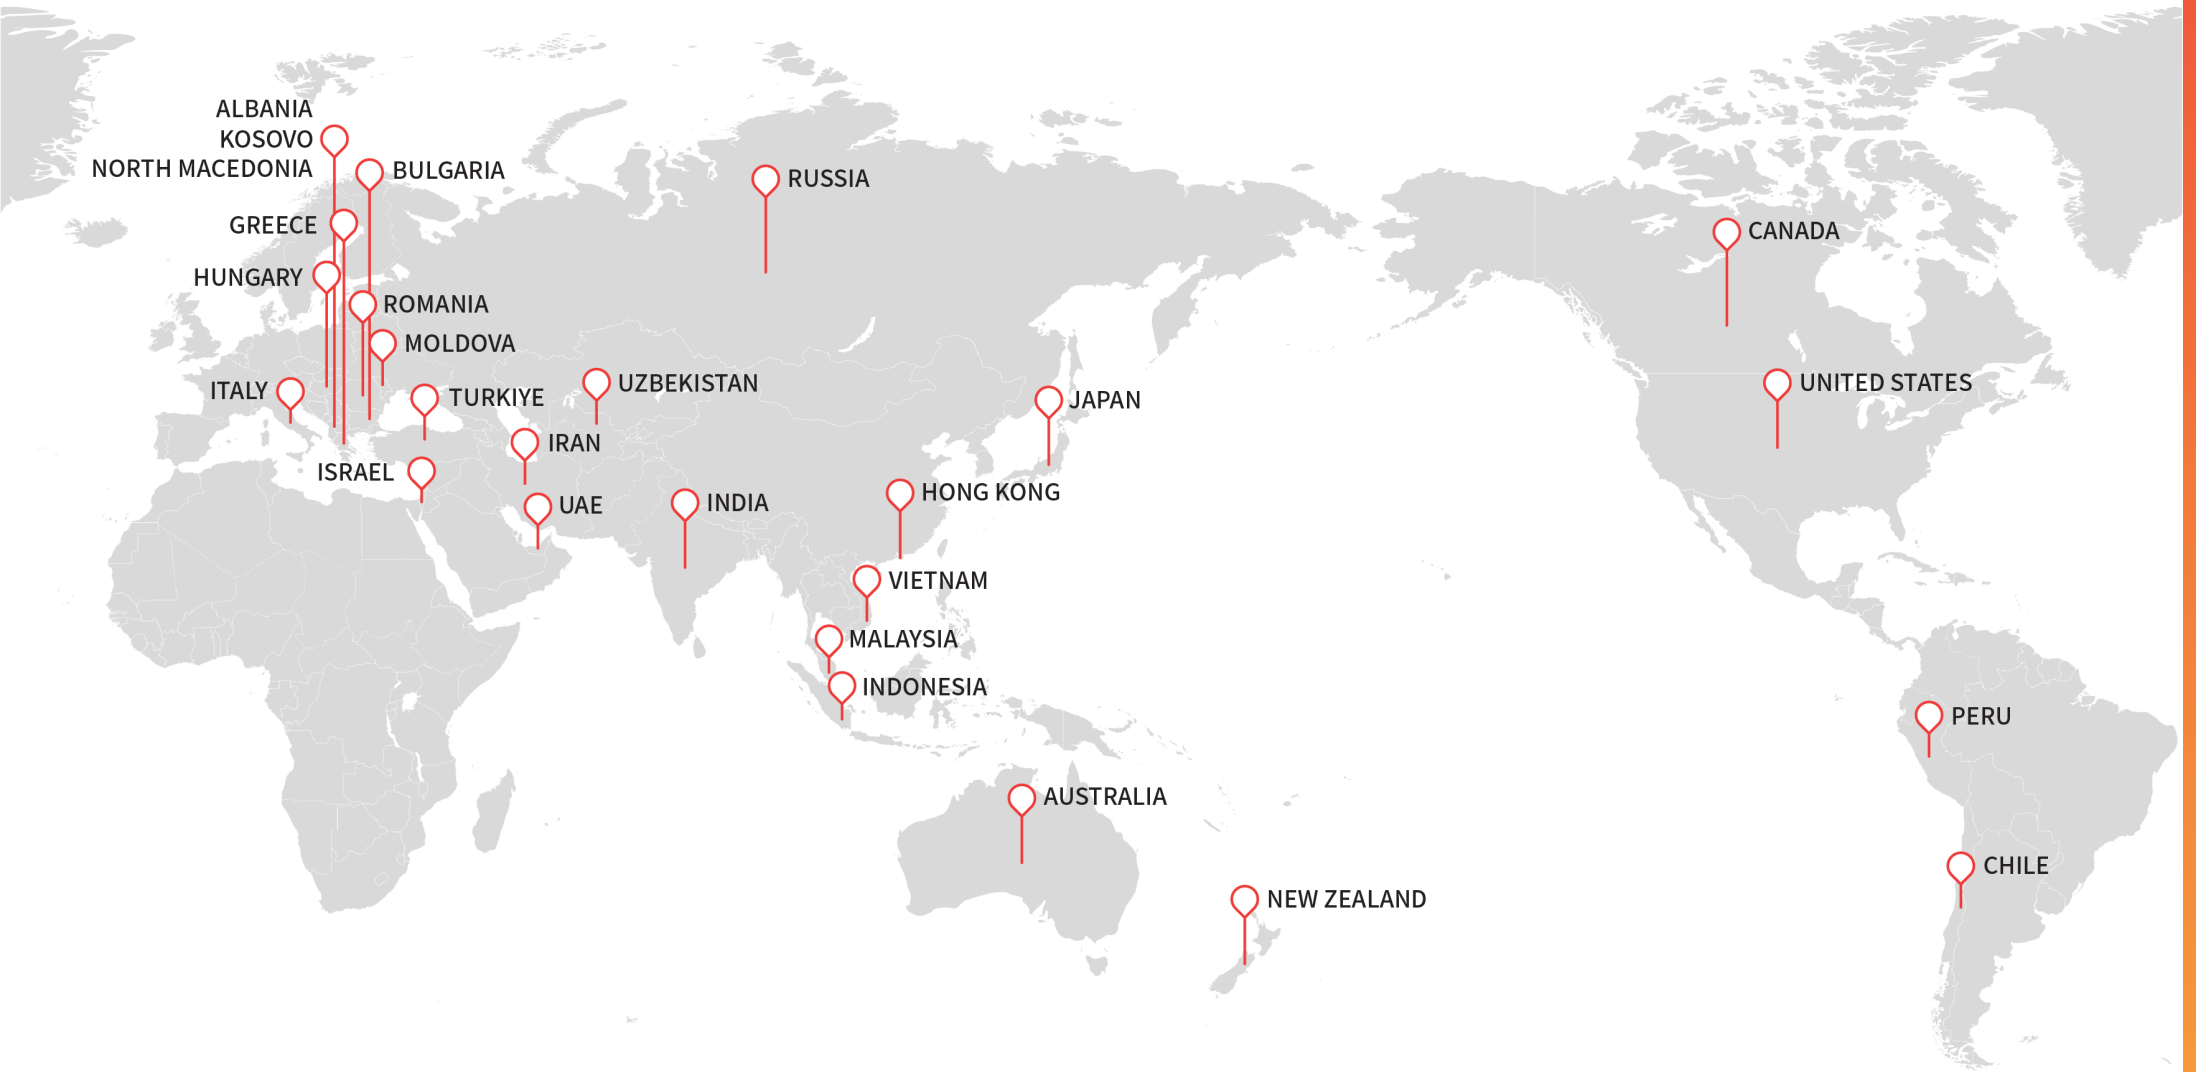 ALBANIA
KOSOVO
NORTH MACEDONIA
BULGARIA
RUSSIA
GREECE
CANADA
HUNGARY
ROMANIA
MOLDOVA
ITALY
TURKIYE
UZBEKISTAN
JAPAN
UNITED STATES
IRAN
ISRAEL
UAE
INDIA
HONG KONG
VIETNAM
MALAYSIA
INDONESIA
PERU
AUSTRALIA
CHILE
NEW ZEALAND